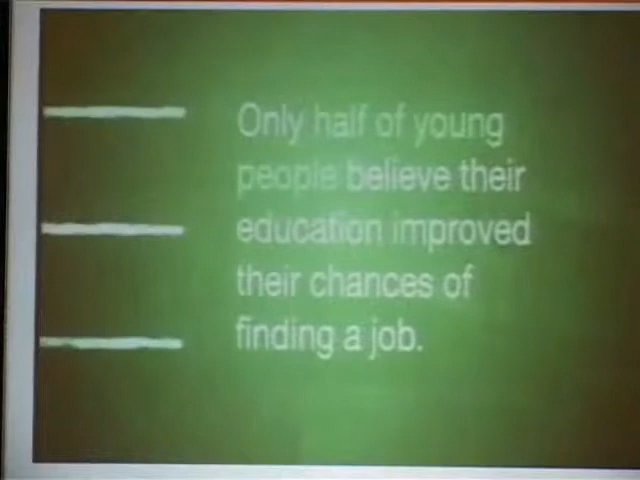 Only half of young
people believe their
education improved
their chances of
finding a job.